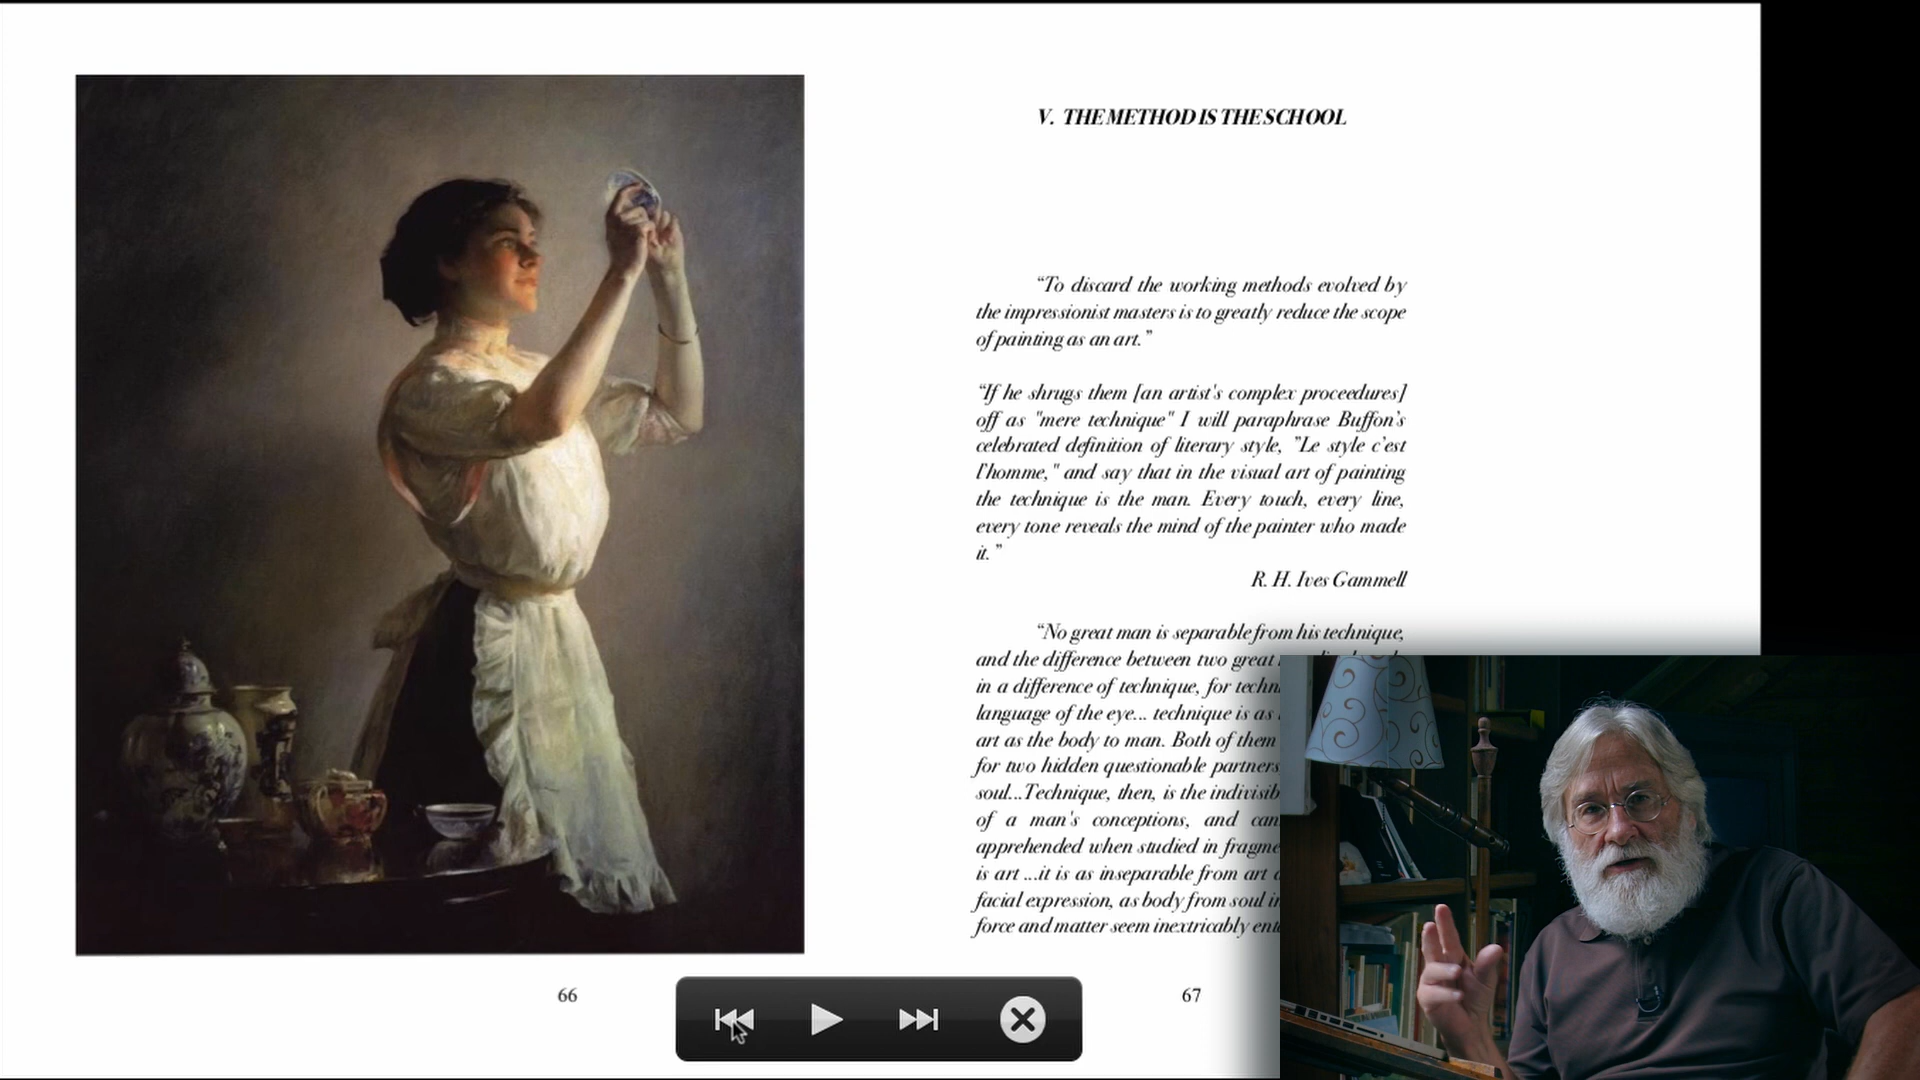 V. THE METHOD IS THE SCHOOL
“To discard the working methods evolved by
the impressionist masters is to greatly reduce the scope
of painting as an art.”
“If he shrugs them [an artist's complex proceedures]
off as "mere technique" I will paraphrase Buffon’s
celebrated definition of literary style, ”Le style c’est
l’homme," and say that in the visual art of painting
the technique is the man. Every touch, every line,
every tone reveals the mind of the painter who made
it.”
R. H. Ives Gammell
“No great man is separable from his technique,
and the difference between two great
in a difference of technique, for
language of the eye... technique is as
art as the body to man. Both of them
for two hidden questionable partners
soul...Technique, then, is the
of a man's conceptions, and
apprehended when studied in
is art ...it is as inseparable from art
facial expression, as body from soul
force and matter seem inextricably
66
67